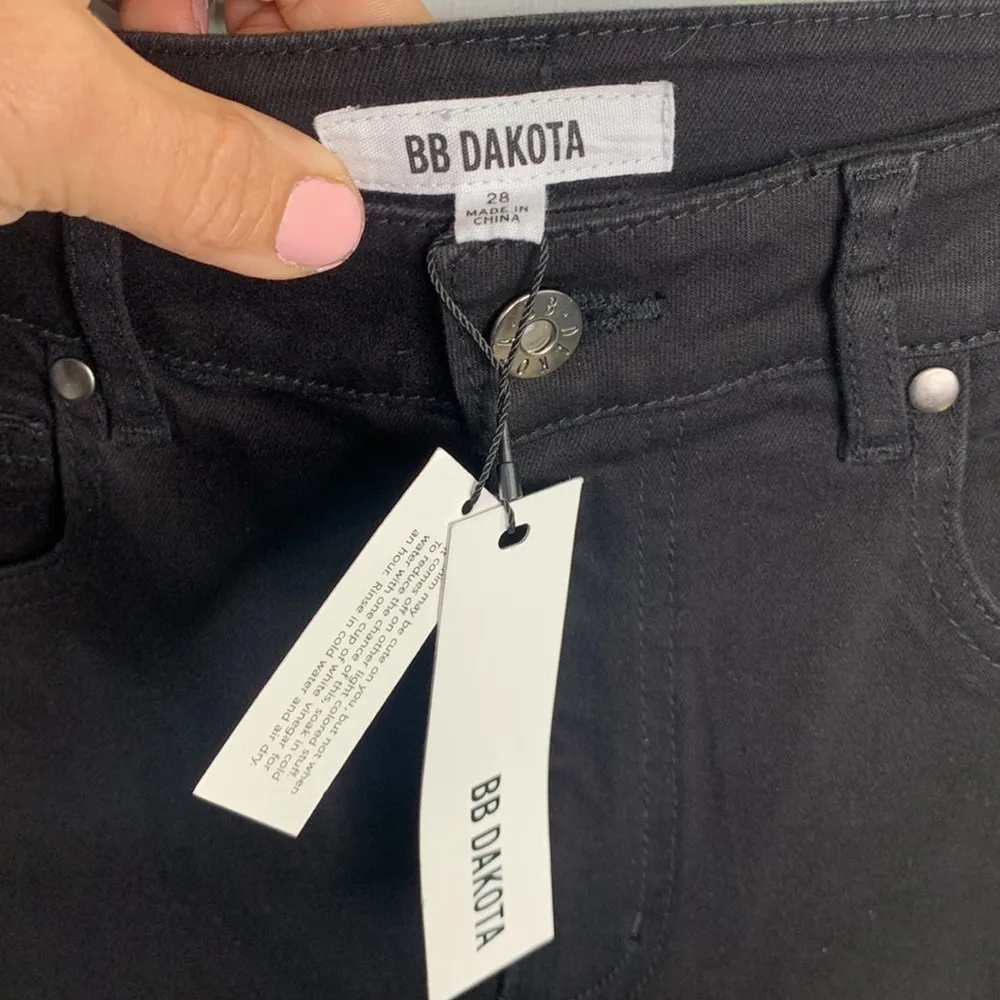 BB DAKOTA
28
MADE IN
CHINA
may be cute on you, but not when
comes off on other light colored stuff.
To reduce the chance of this, soak in cold
water with one cup of white vinegar for
an hour. Rinse in cold water and air dry.
BB DAKOTA